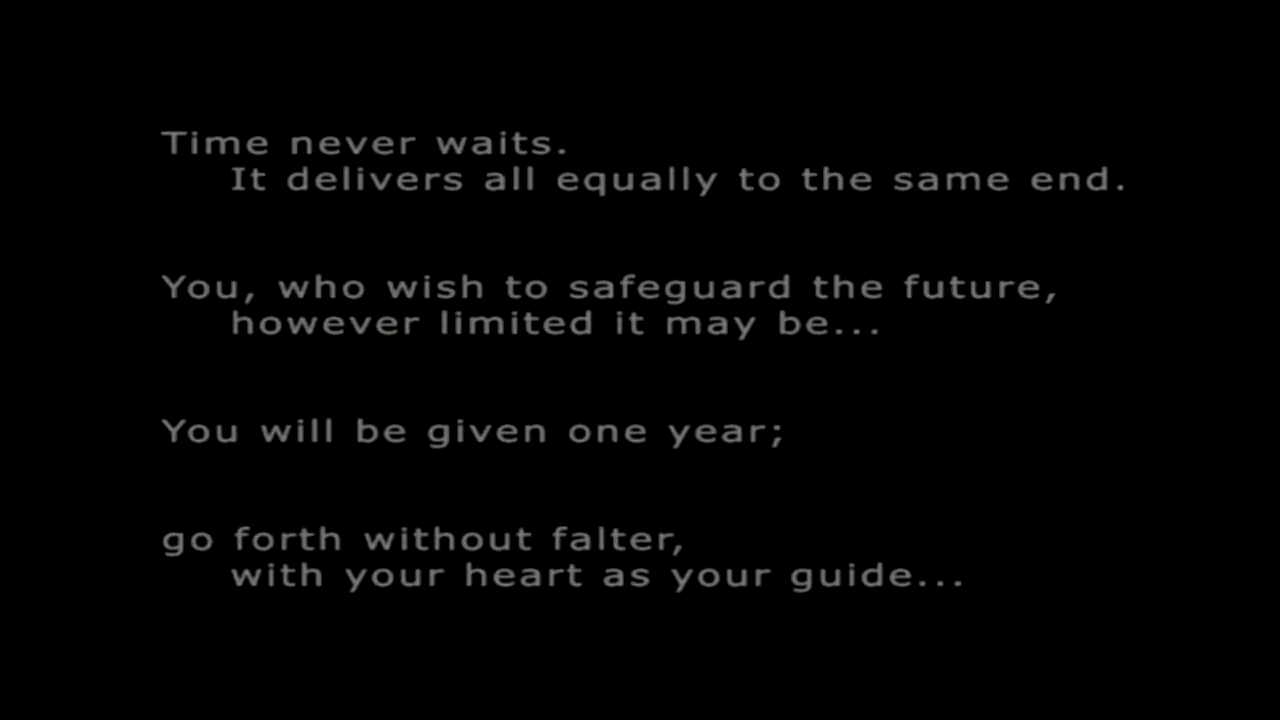 Time never waits.
It delivers all equally to the same end.
You, who wish to safeguard the future,
however limited it may be...
You will be given one year;
go forth without falter,
with your heart as your guide...